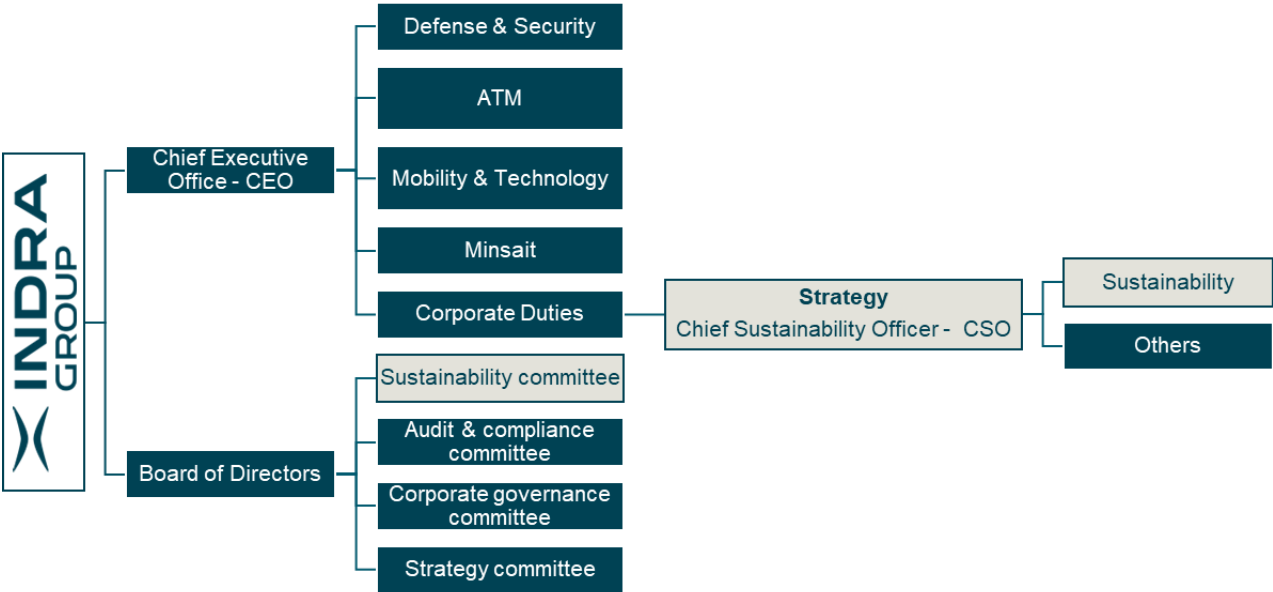 INDRA
GROUP
Chief Executive
Office - CEO
Defense & Security
ATM
Mobility & Technology
Minsait
Corporate Duties
Strategy
Chief Sustainability Officer - CSO
Sustainability
Others
Board of Directors
Sustainability committee
Audit & compliance
committee
Corporate governance
committee
Strategy committee